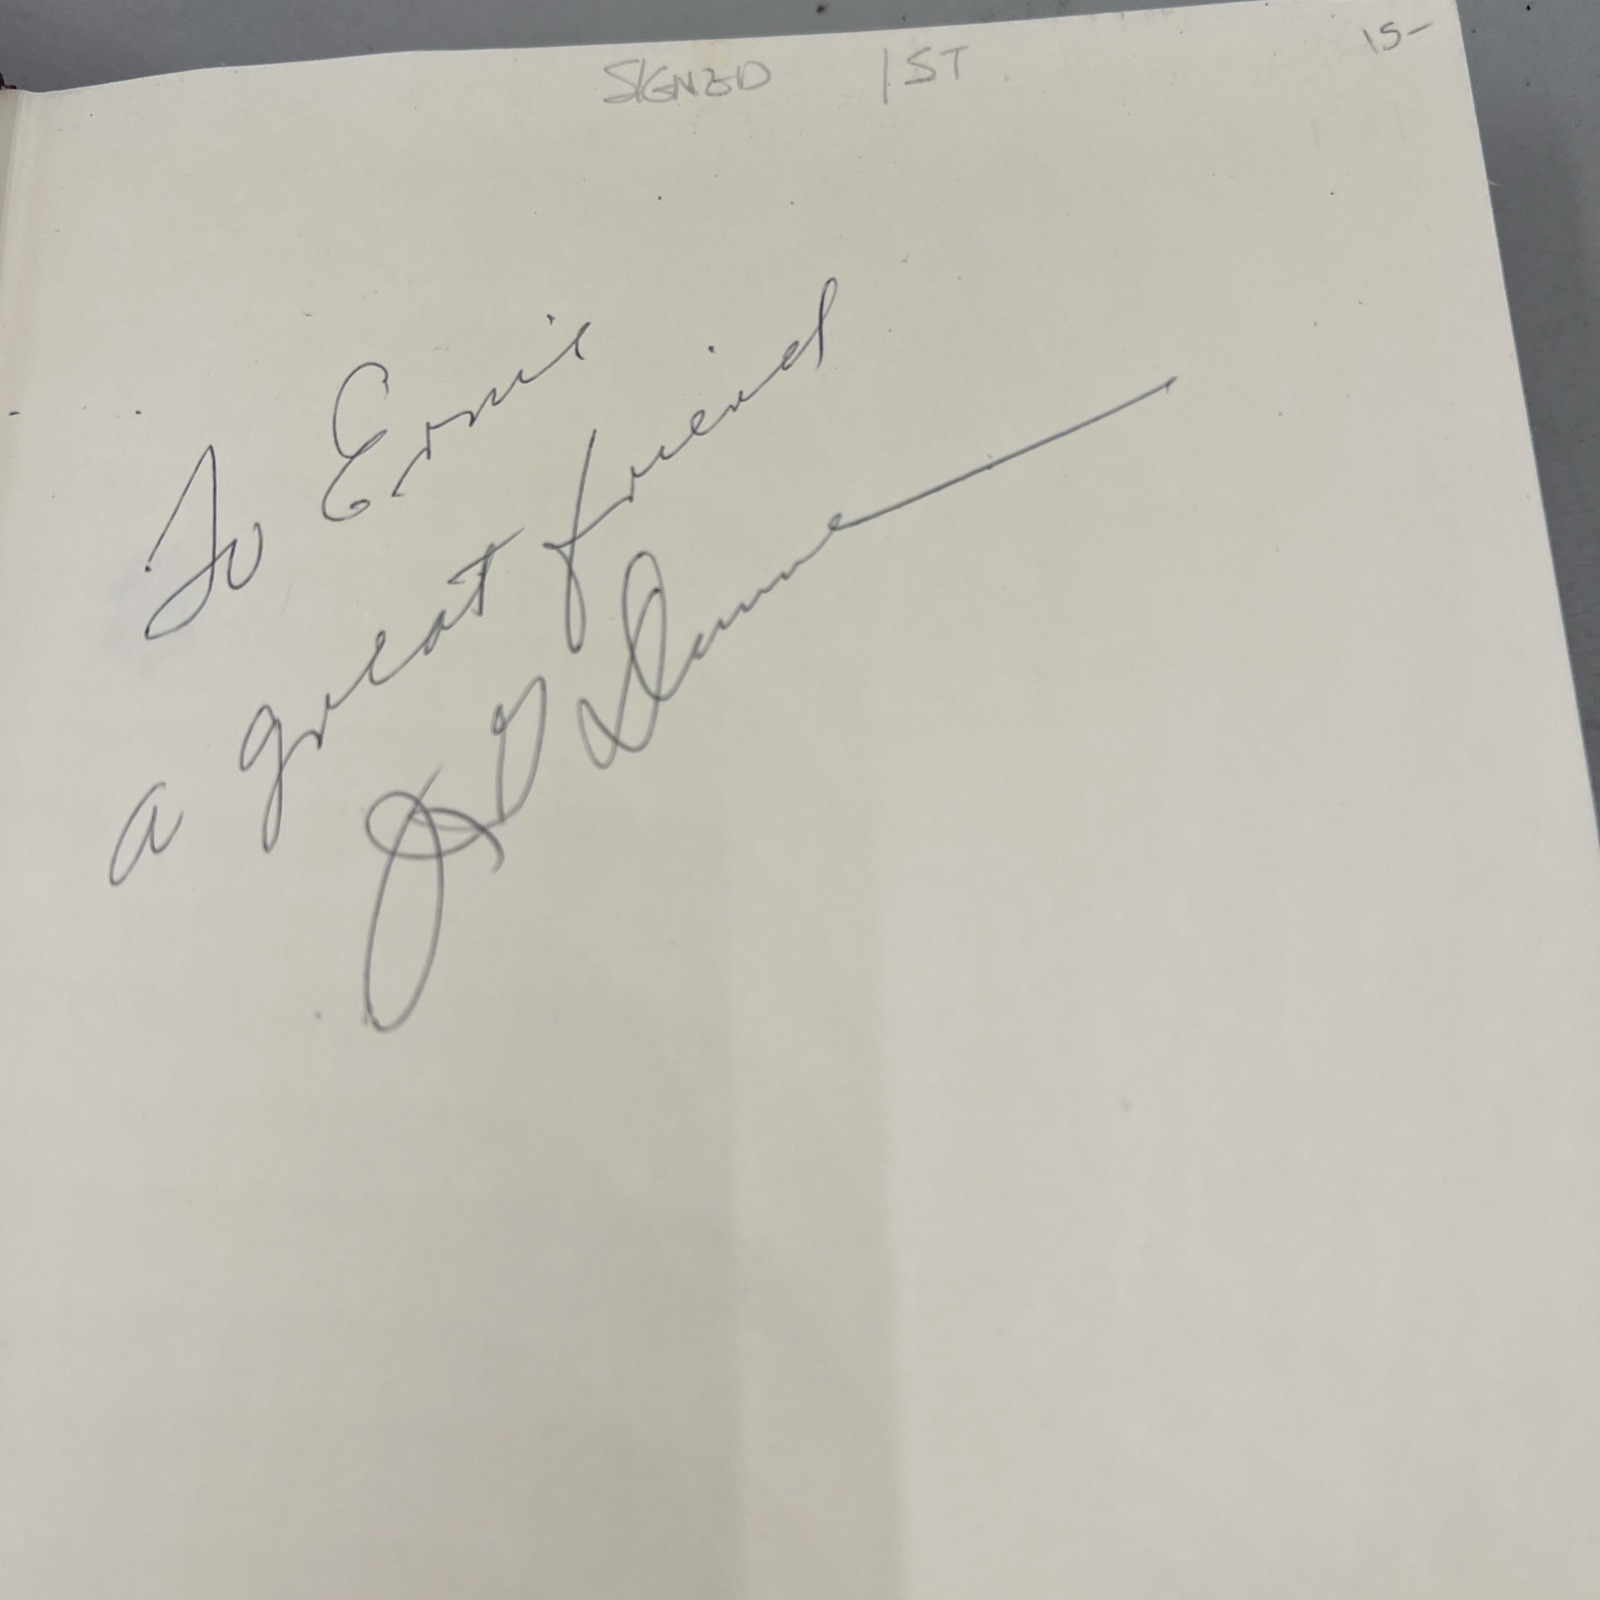 SIGNED 1ST 15-
To Ernie
a great friend
J D